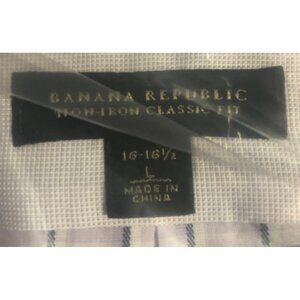 BANANA REPUBLIC
NON-IRON CLASSIC FIT
16-16½
L
MADE IN
CHINA